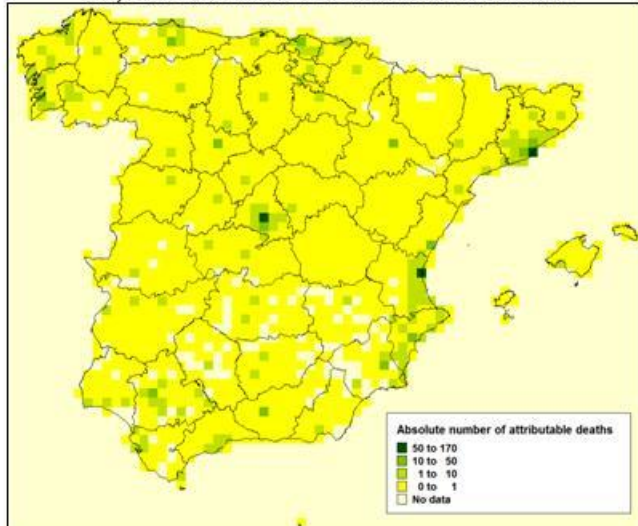 Absolute number of attributable deaths
50 to 170
10 to 50
1 to 10
0 to 1
No data